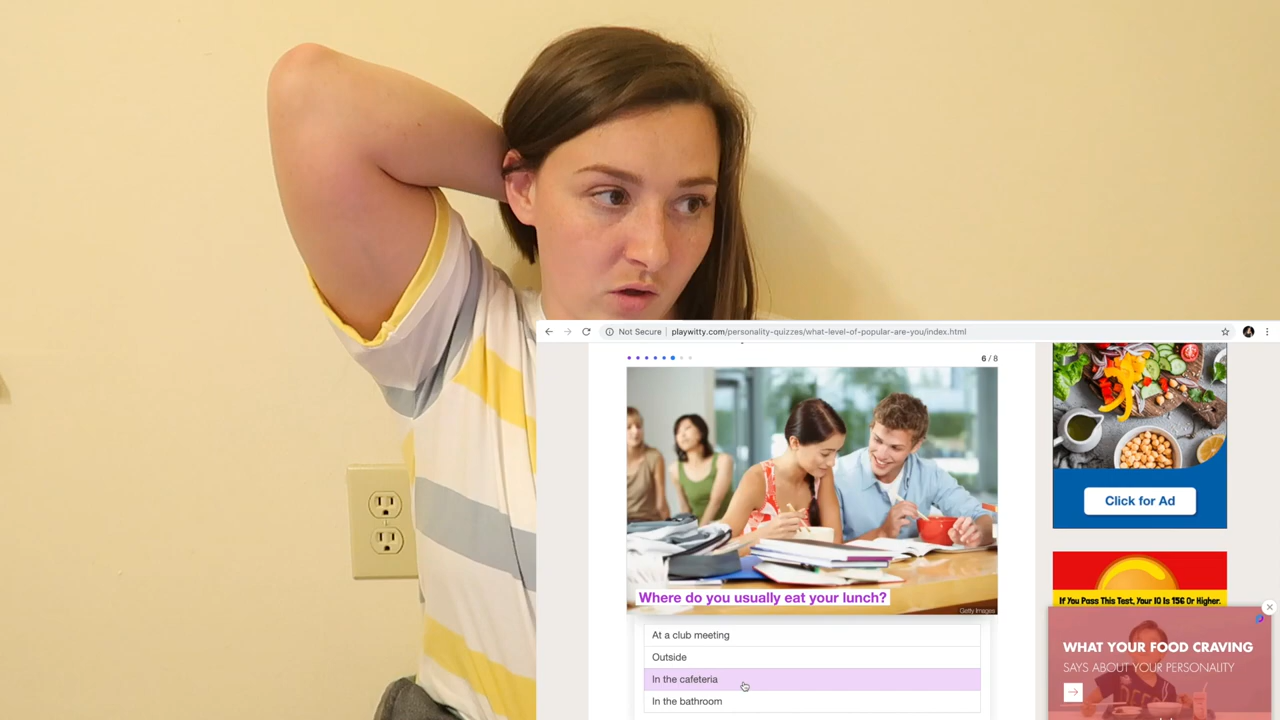 Not Secure
playwitty.com/personality-quizzes/what-level-of-popular-are-you/index.html
6 / 8
Where do you usually eat your lunch?
Getty Images
At a club meeting
Outside
In the cafeteria
In the bathroom
Click for Ad
If You Pass This Test, Your IQ Is 156 Or Higher.
WHAT YOUR FOOD CRAVING
SAYS ABOUT YOUR PERSONALITY